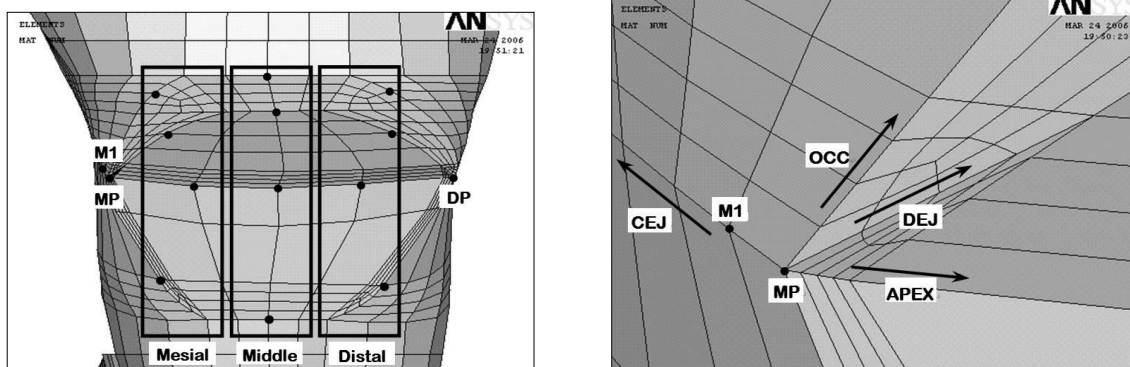 ELEMENTS
MAT NUM
ANSYS
MAR 24 2006
19:51:21
M1
MP
DP
Mesial
Middle
Distal
ELEMENTS
MAT NUM
ANSYS
MAR 24 2006
19:50:23
OCC
M1
CEJ
DEJ
MP
APEX